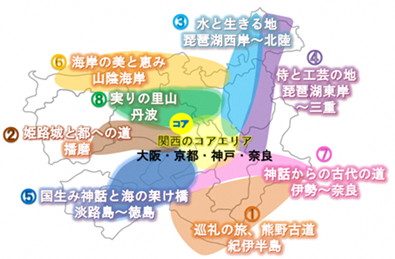 ③ 水と生きる地
琵琶湖西岸～北陸
⑥ 海岸の美と恵み
山陰海岸
④
侍と工芸の地
琵琶湖東岸
～三重
⑧ 実りの里山
丹波
コア
関西のコアエリア
大阪・京都・神戸・奈良
② 姫路城と都への道
播磨
⑦
神話からの古代の道
伊勢～奈良
⑤ 国生み神話と海の架け橋
淡路島～徳島
①
巡礼の旅、熊野古道
紀伊半島